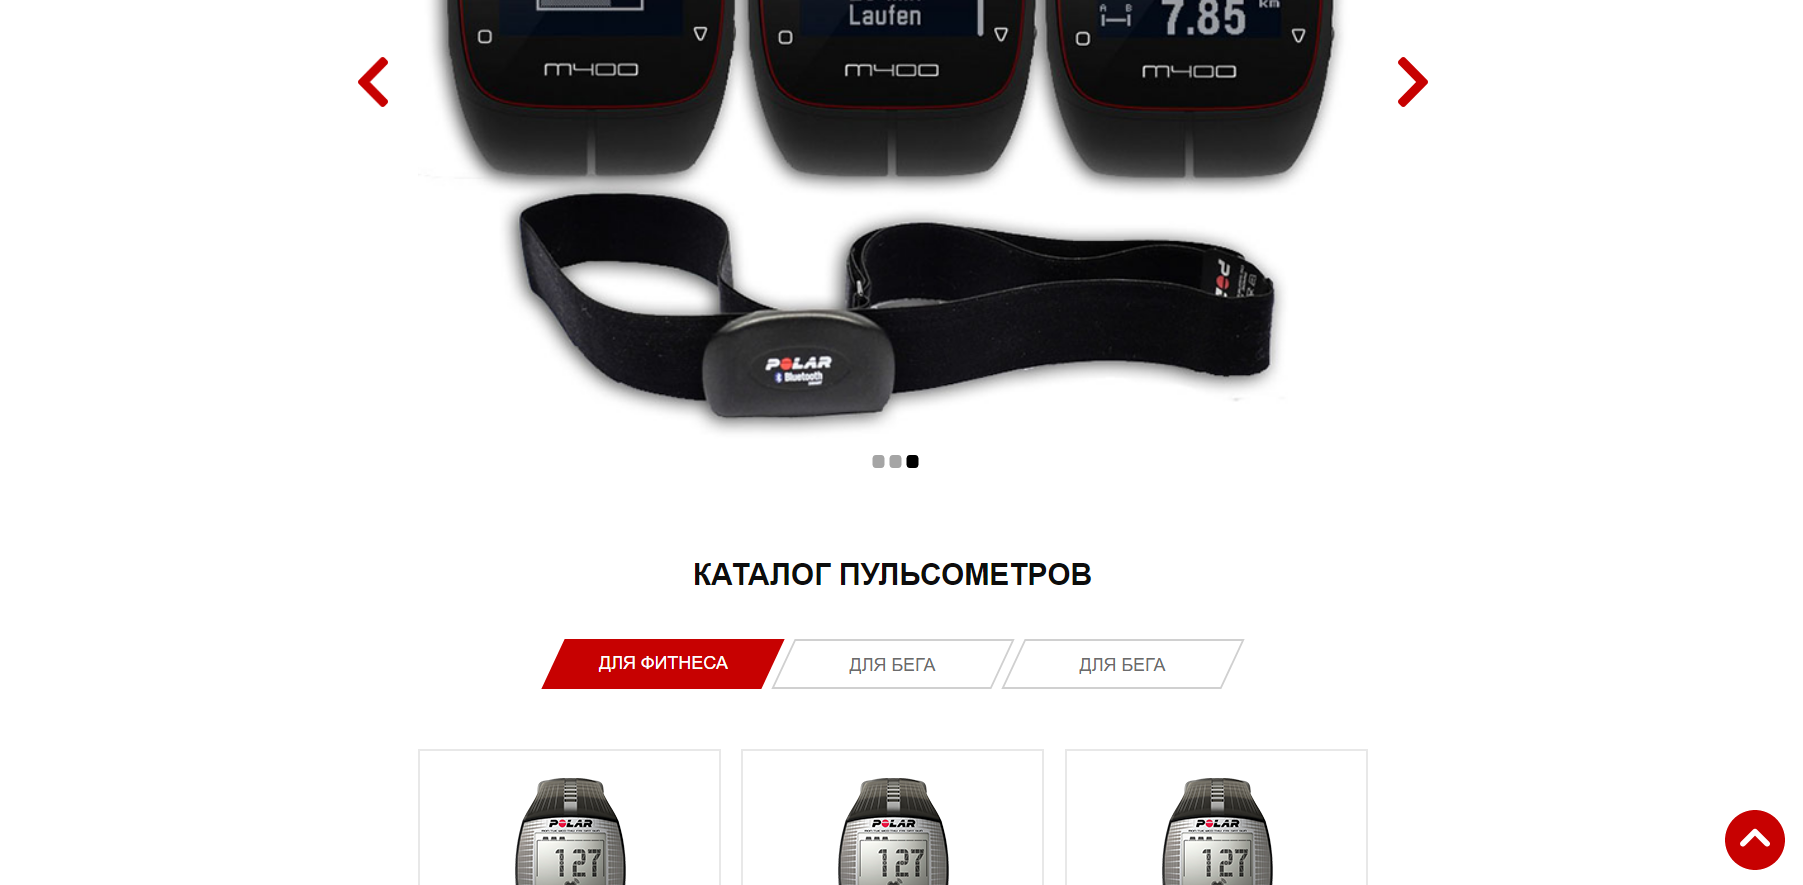 Laufen
A B 7.85 km
M400 M400 M400
POLAR
POLAR
Bluetooth
КАТАЛОГ ПУЛЬСОМЕТРОВ
ДЛЯ ФИТНЕСА ДЛЯ БЕГА ДЛЯ БЕГА
POLAR POLAR POLAR
127 127 127